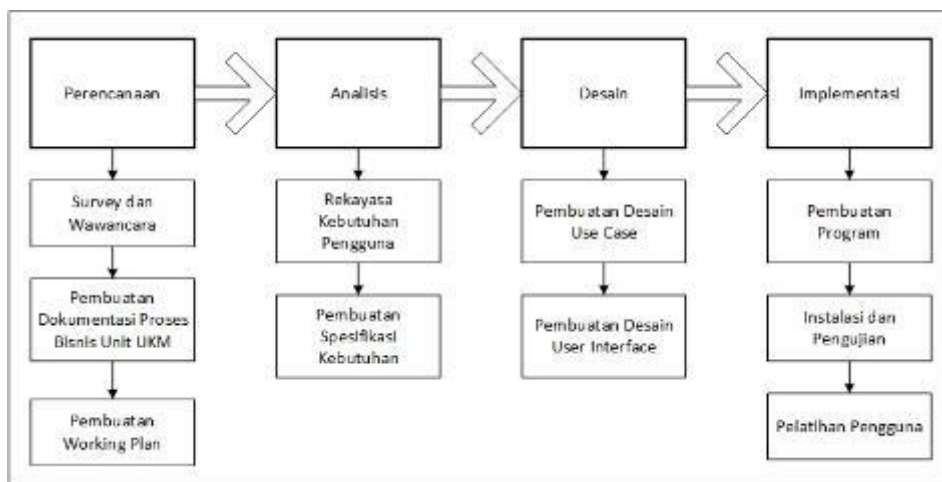 Perencanaan
Analisis
Desain
Implementasi
Survey dan
Wawancara
Pembuatan
Dokumentasi Proses
Bisnis Unit UKM
Pembuatan
Working Plan
Rekayasa
Kebutuhan
Pengguna
Pembuatan
Spesifikasi
Kebutuhan
Pembuatan Desain
Use Case
Pembuatan Desain
User Interface
Pembuatan
Program
Instalasi dan
Pengujian
Pelatihan Pengguna